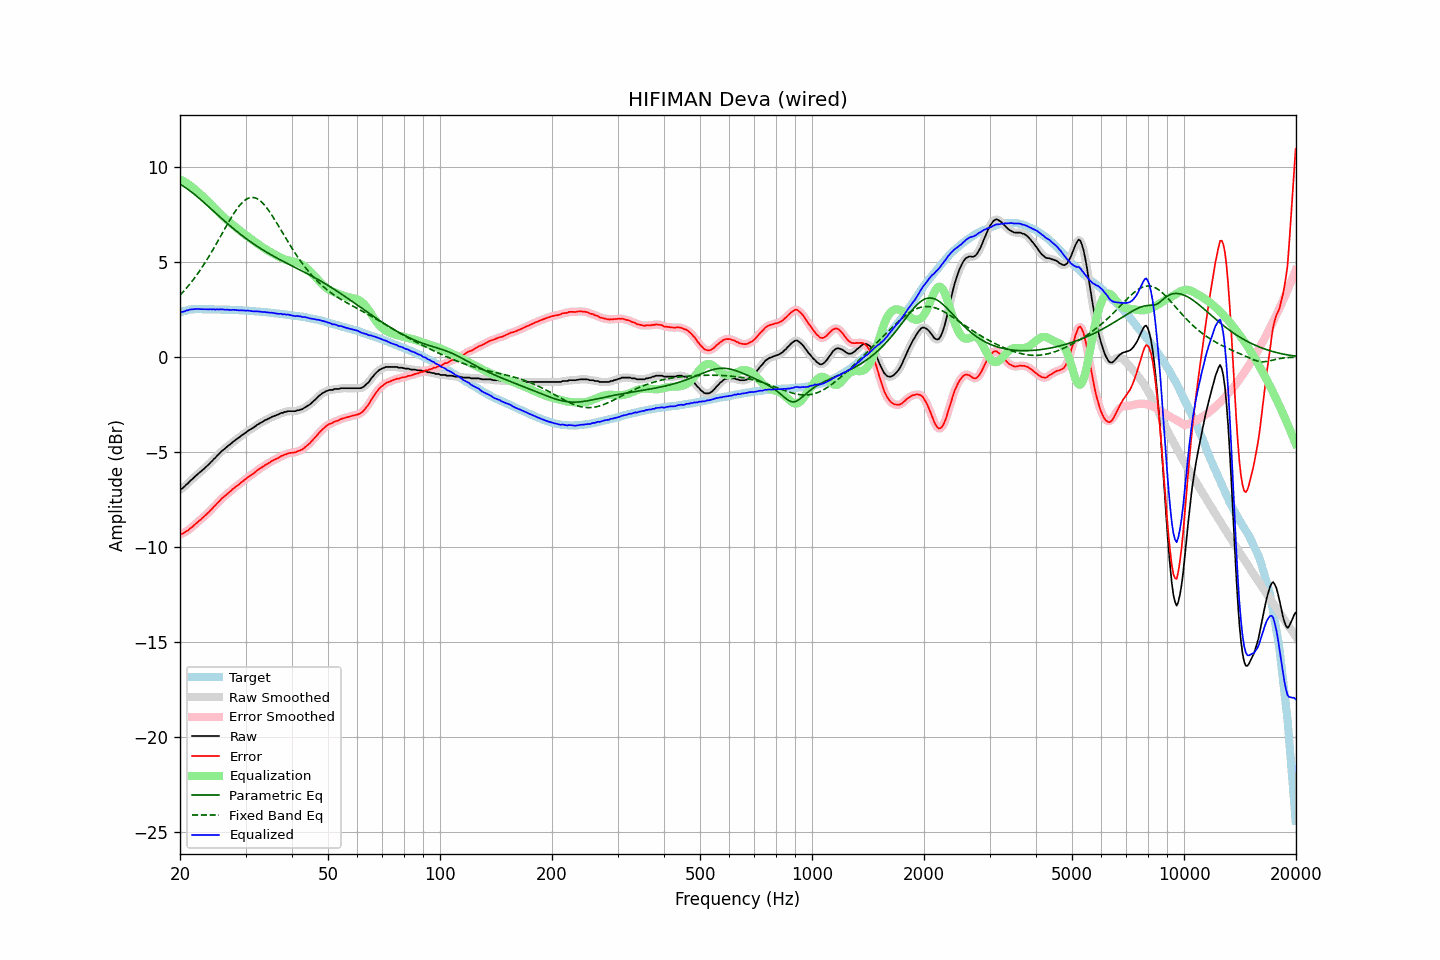 HIFIMAN Deva (wired)
10
5
0
−5
−10
−15
−20
−25
Amplitude (dBr)
Target
Raw Smoothed
Error Smoothed
Raw
Error
Equalization
Parametric Eq
Fixed Band Eq
Equalized
20 50 100 200 500 1000 2000 5000 10000 20000
Frequency (Hz)